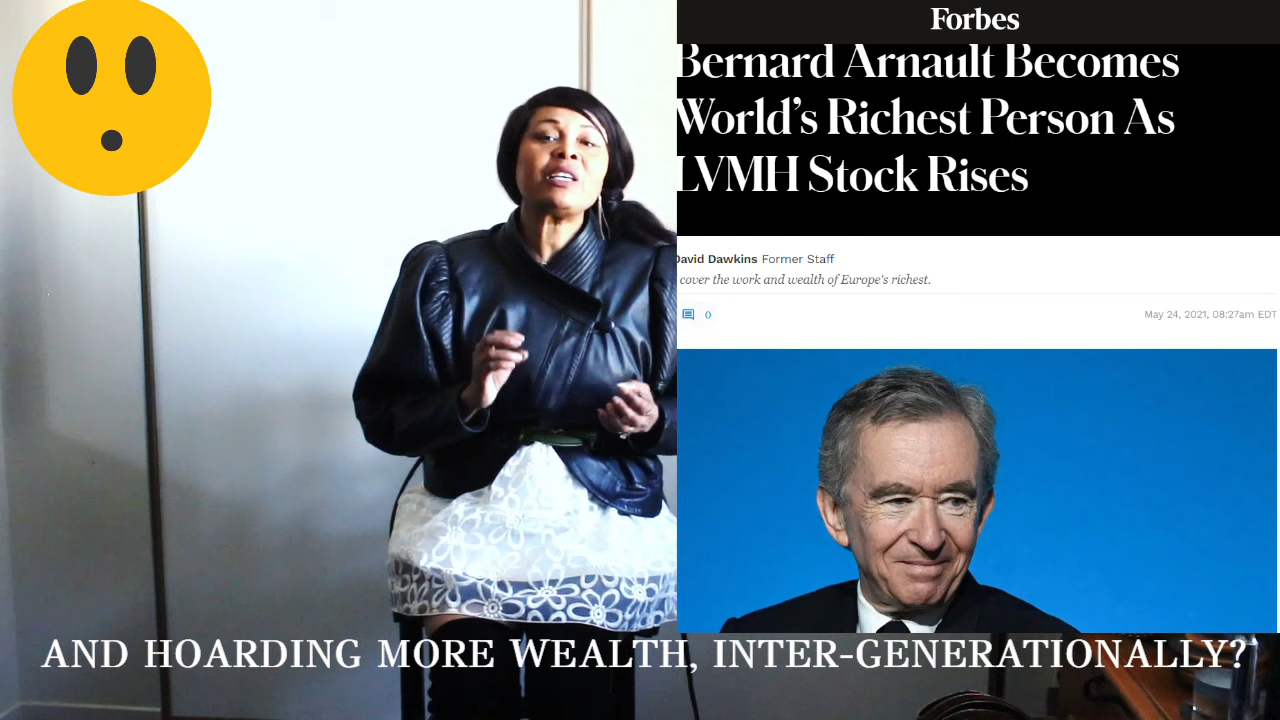 Forbes
Bernard Arnault Becomes
World's Richest Person As
LVMH Stock Rises
David Dawkins Former Staff
cover the work and wealth of Europe's richest.
0
May 24, 2021, 08:27am EDT
AND HOARDING MORE WEALTH, INTER-GENERATIONALLY?